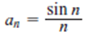 aₙ = sin n / n